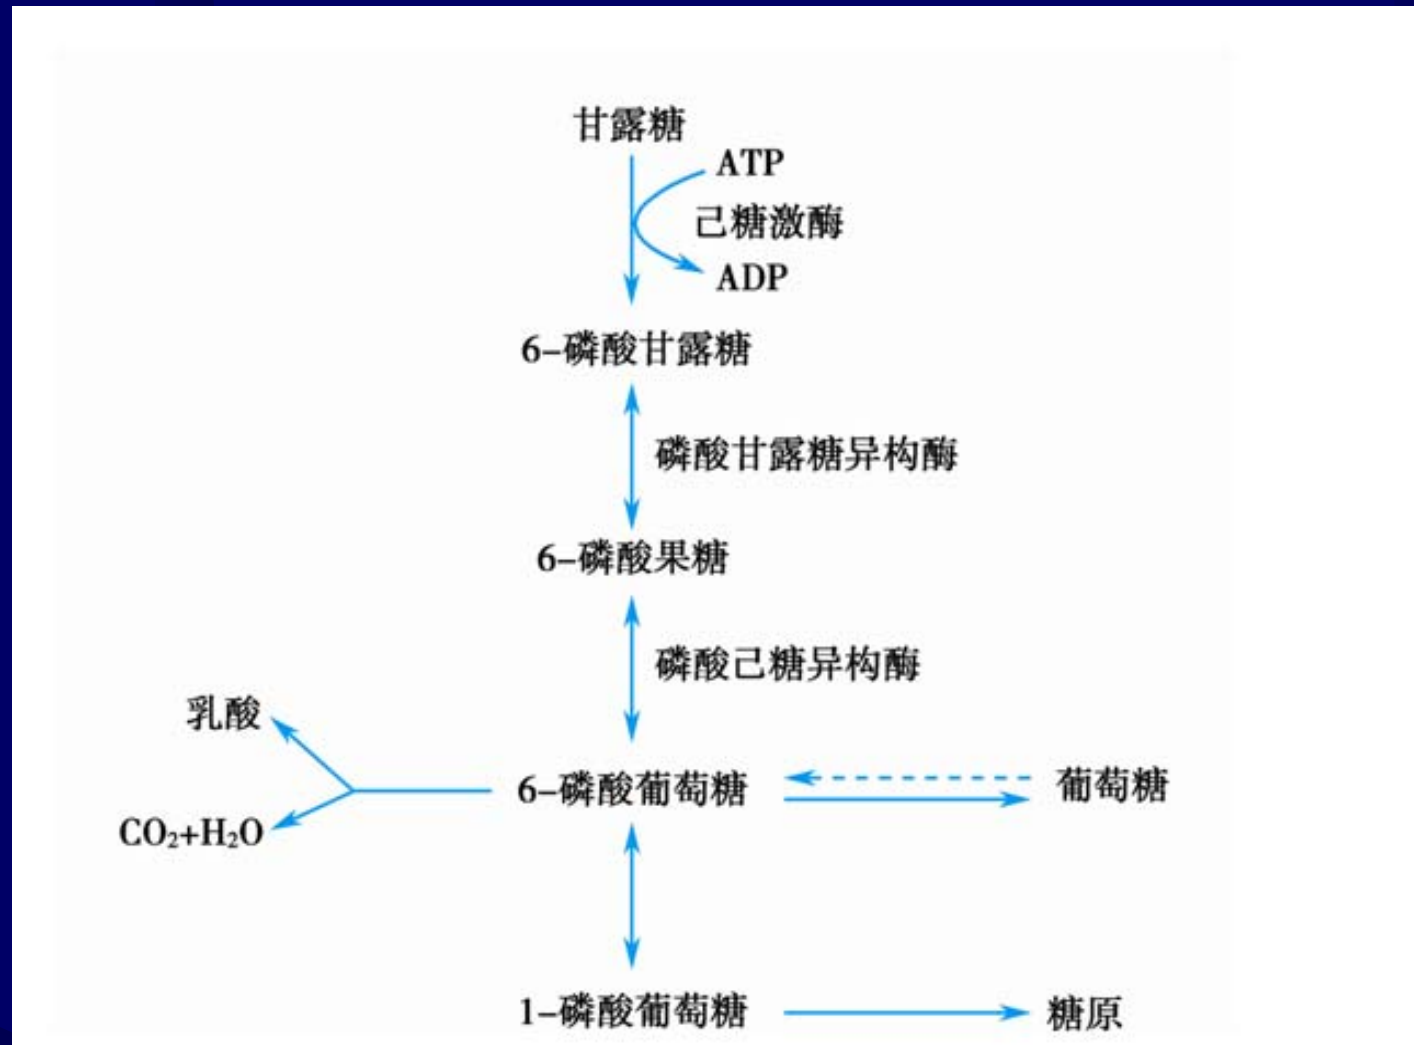 甘露糖
ATP
己糖激酶
ADP
6–磷酸甘露糖
磷酸甘露糖异构酶
6–磷酸果糖
磷酸己糖异构酶
乳酸
6–磷酸葡萄糖
葡萄糖
CO₂+H₂O
1–磷酸葡萄糖
糖原